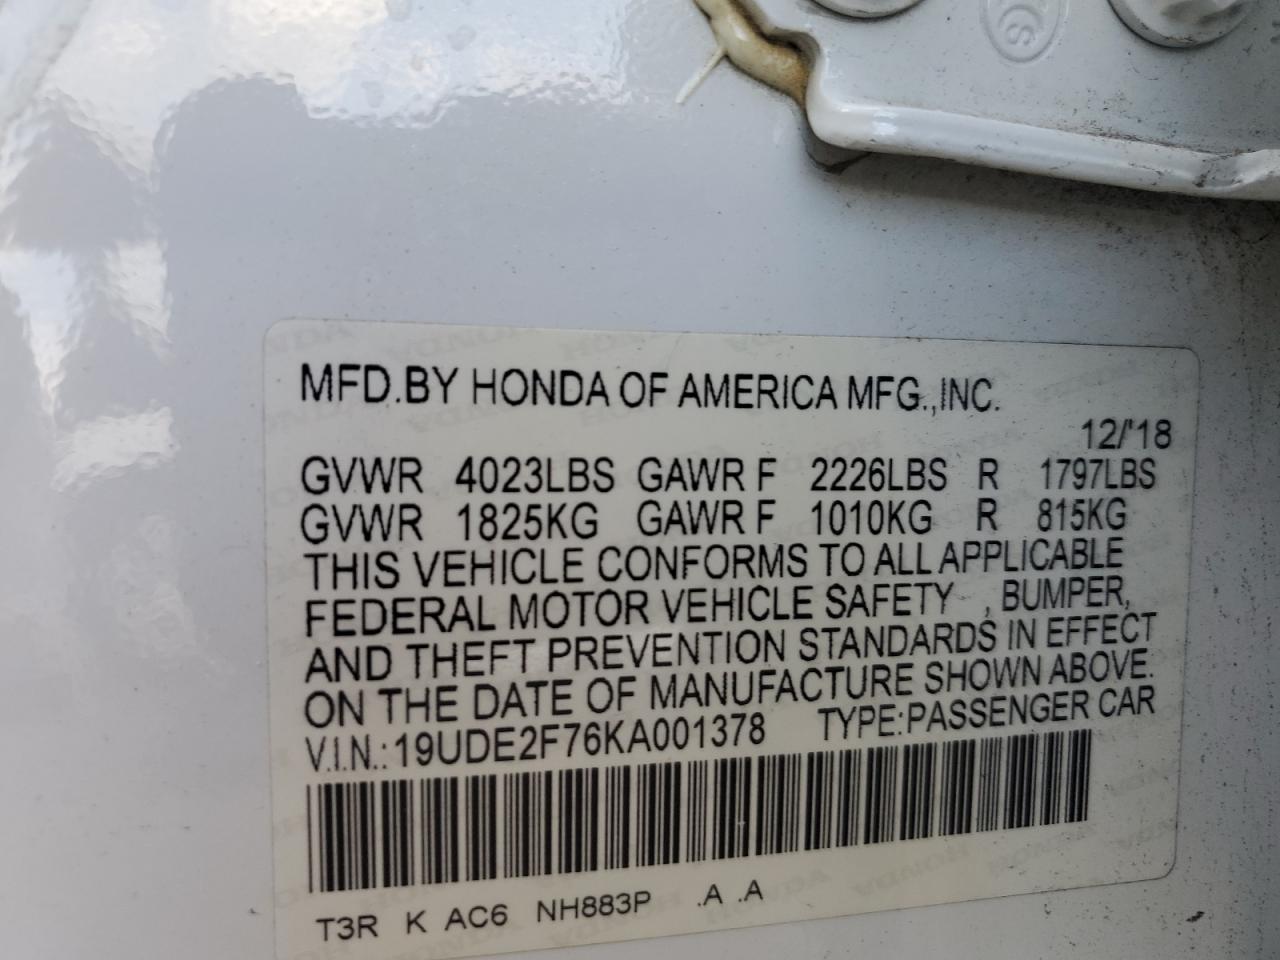 MFD.BY HONDA OF AMERICA MFG.,INC.
12/'18
GVWR 4023LBS GAWR F 2226LBS R 1797LBS
GVWR 1825KG GAWR F 1010KG R 815KG
THIS VEHICLE CONFORMS TO ALL APPLICABLE
FEDERAL MOTOR VEHICLE SAFETY , BUMPER,
AND THEFT PREVENTION STANDARDS IN EFFECT
ON THE DATE OF MANUFACTURE SHOWN ABOVE.
V.I.N.:19UDE2F76KA001378 TYPE:PASSENGER CAR
T3R K AC6 NH883P .A .A